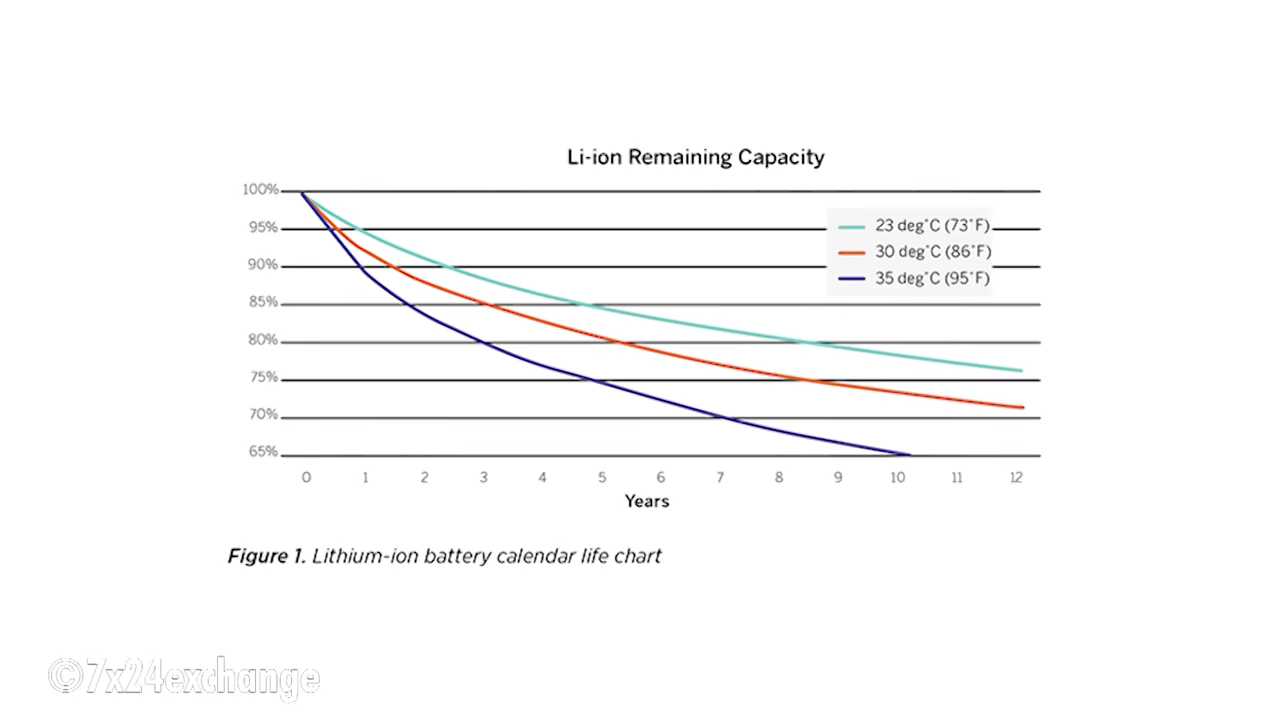 Li-ion Remaining Capacity
100%
95%
90%
85%
80%
75%
70%
65%
23 deg˚C (73˚F)
30 deg˚C (86˚F)
35 deg˚C (95˚F)
0 1 2 3 4 5 6 7 8 9 10 11 12
Years
Figure 1. Lithium-ion battery calendar life chart
©7x24exchange